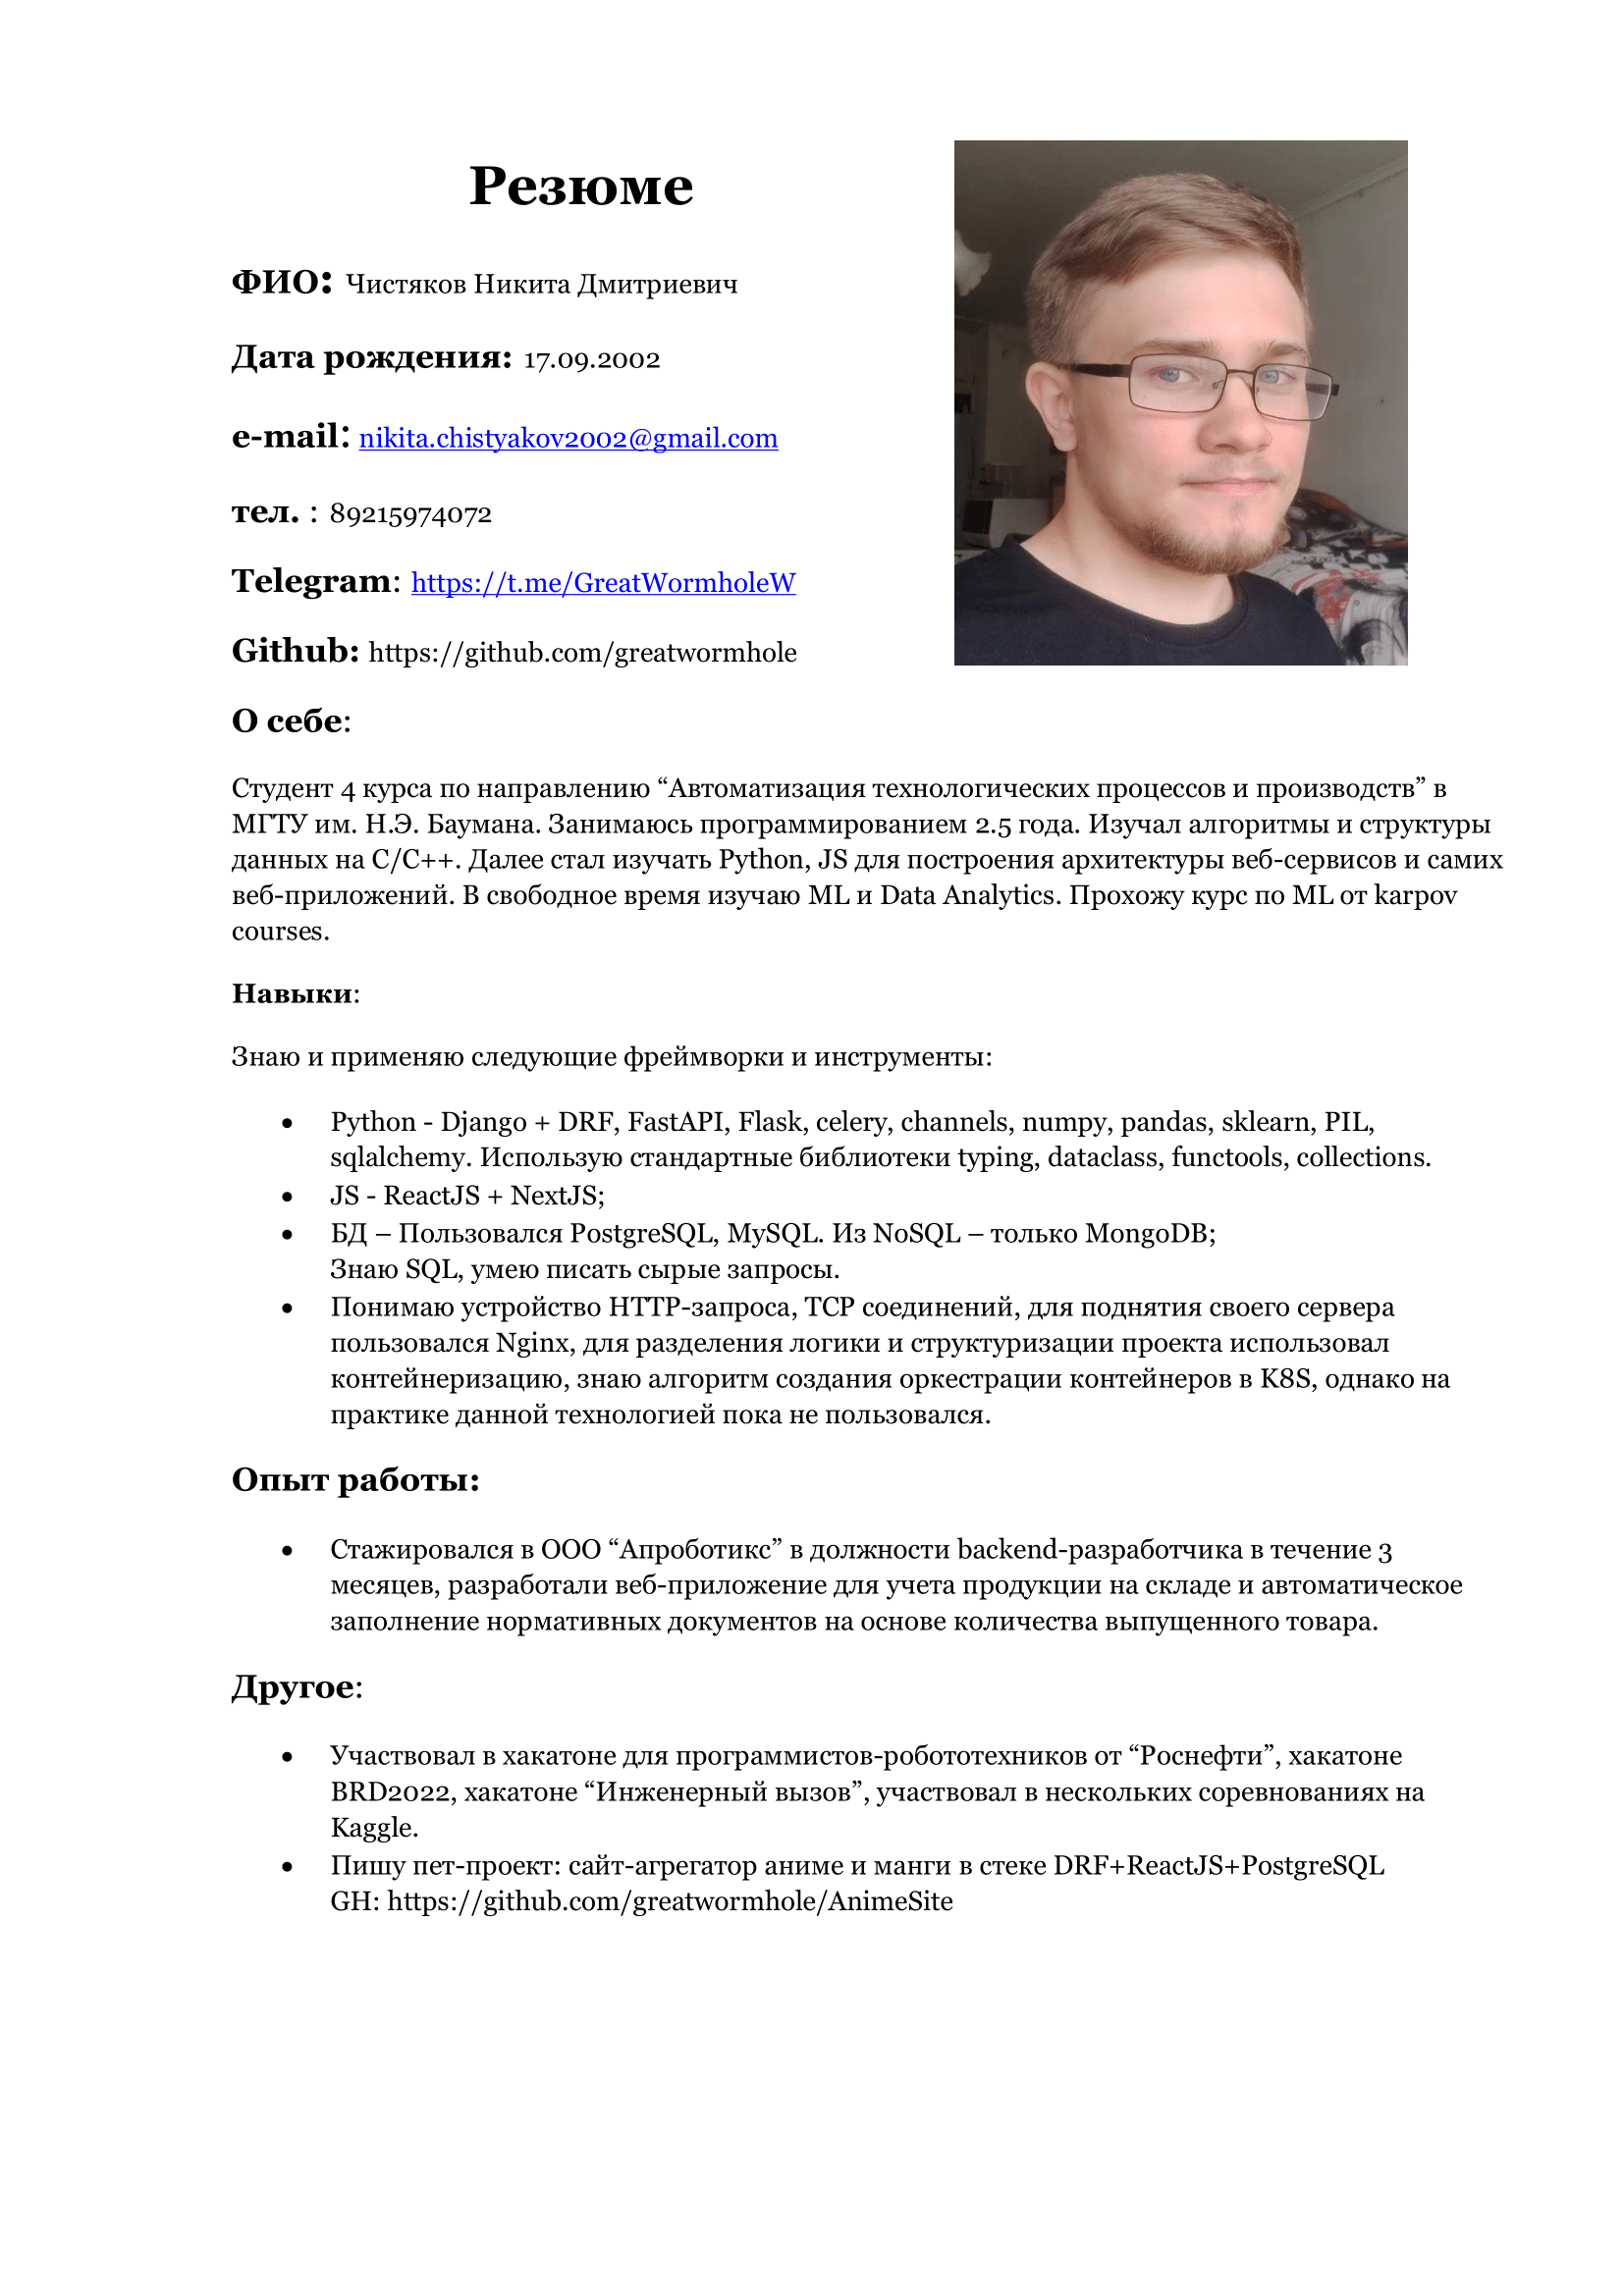 Резюме
ФИО: Чистяков Никита Дмитриевич
Дата рождения: 17.09.2002
e-mail: nikita.chistyakov2002@gmail.com
тел. : 89215974072
Telegram: https://t.me/GreatWormholeW
Github: https://github.com/greatwormhole
О себе:
Студент 4 курса по направлению “Автоматизация технологических процессов и производств” в
МГТУ им. Н.Э. Баумана. Занимаюсь программированием 2.5 года. Изучал алгоритмы и структуры
данных на С/С++. Далее стал изучать Python, JS для построения архитектуры веб-сервисов и самих
веб-приложений. В свободное время изучаю ML и Data Analytics. Прохожу курс по ML от karpov
courses.
Навыки:
Знаю и применяю следующие фреймворки и инструменты:
• Python - Django + DRF, FastAPI, Flask, celery, channels, numpy, pandas, sklearn, PIL,
sqlalchemy. Использую стандартные библиотеки typing, dataclass, functools, collections.
• JS - ReactJS + NextJS;
• БД – Пользовался PostgreSQL, MySQL. Из NoSQL – только MongoDB;
Знаю SQL, умею писать сырые запросы.
• Понимаю устройство HTTP-запроса, TCP соединений, для поднятия своего сервера
пользовался Nginx, для разделения логики и структуризации проекта использовал
контейнеризацию, знаю алгоритм создания оркестрации контейнеров в K8S, однако на
практике данной технологией пока не пользовался.
Опыт работы:
• Стажировался в ООО “Апроботикс” в должности backend-разработчика в течение 3
месяцев, разработали веб-приложение для учета продукции на складе и автоматическое
заполнение нормативных документов на основе количества выпущенного товара.
Другое:
• Участвовал в хакатоне для программистов-робототехников от “Роснефти”, хакатоне
BRD2022, хакатоне “Инженерный вызов”, участвовал в нескольких соревнованиях на
Kaggle.
• Пишу пет-проект: сайт-агрегатор аниме и манги в стеке DRF+ReactJS+PostgreSQL
GH: https://github.com/greatwormhole/AnimeSite